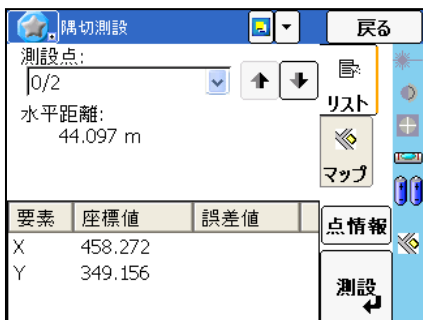 隅切測設
戻る
測設点:
0/2
リスト
水平距離:
44.097 m
マップ
要素 座標値 誤差値
点情報
X 458.272
Y 349.156
測設